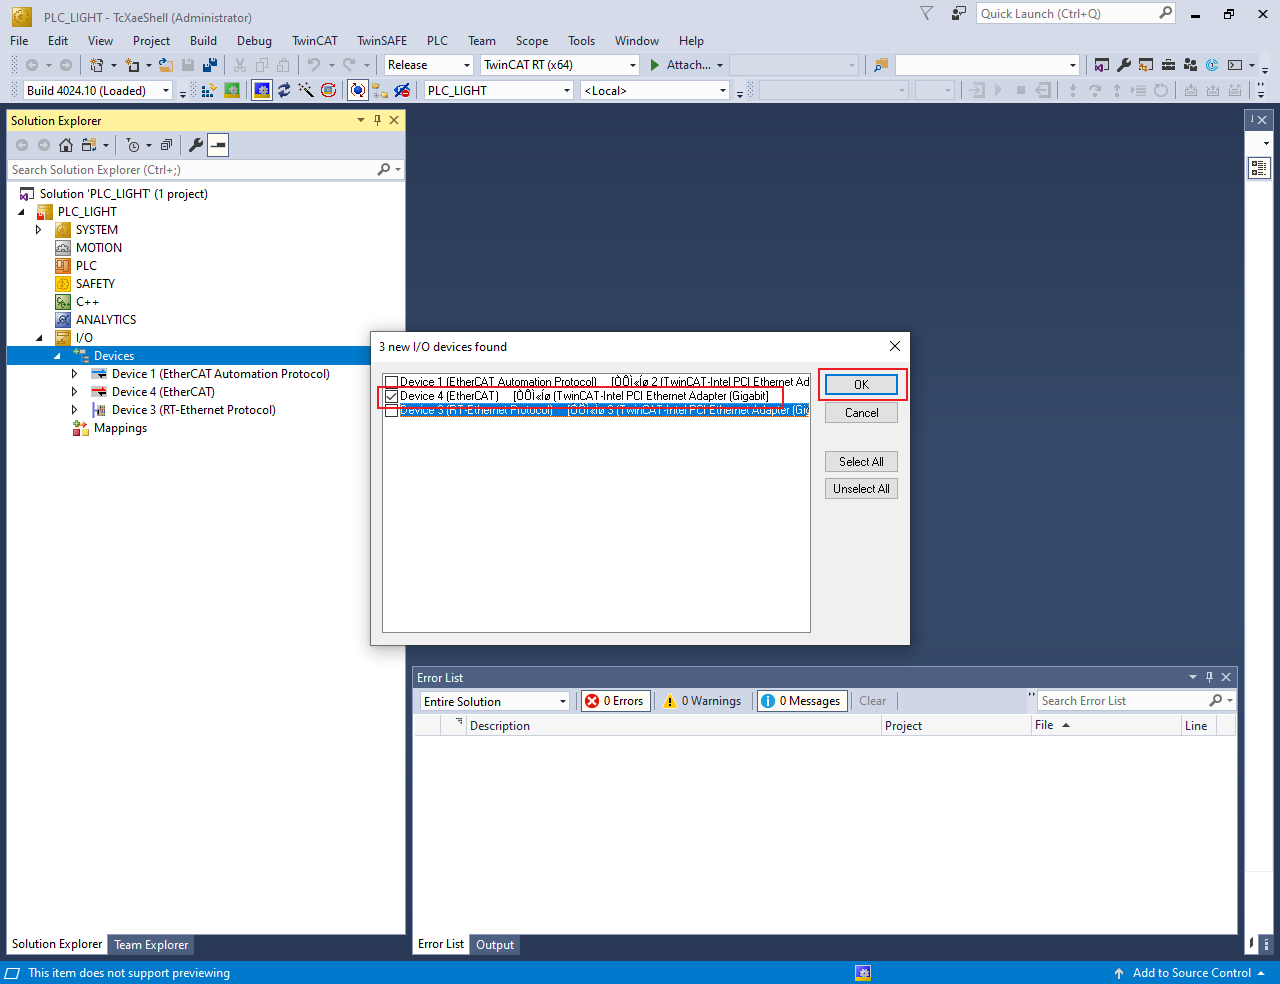 PLC_LIGHT - TcXaeShell (Administrator)
Quick Launch (Ctrl+Q)
File Edit View Project Build Debug TwinCAT TwinSAFE PLC Team Scope Tools Window Help
Release TwinCAT RT (x64) Attach...
Build 4024.10 (Loaded) PLC_LIGHT <Local>
Solution Explorer
Search Solution Explorer (Ctrl+;)
Solution 'PLC_LIGHT' (1 project)
PLC_LIGHT
SYSTEM
MOTION
PLC
SAFETY
C++
ANALYTICS
I/O
Devices
Device 1 (EtherCAT Automation Protocol)
Device 4 (EtherCAT)
Device 3 (RT-Ethernet Protocol)
Mappings
3 new I/O devices found
Device 1 (EtherCAT Automation Protocol) [ÒÔÌ«Íø 2 (TwinCAT-Intel PCI Ethernet Ad
Device 4 (EtherCAT) [ÒÔÌ«Íø (TwinCAT-Intel PCI Ethernet Adapter (Gigabit)]
Device 3 (RT-Ethernet Protocol) [ÒÔÌ«Íø 3 (TwinCAT-Intel PCI Ethernet Adapter (Gig
OK
Cancel
Select All
Unselect All
Error List
Entire Solution 0 Errors 0 Warnings 0 Messages Clear Search Error List
Description Project File Line
Solution Explorer Team Explorer
Error List Output
This item does not support previewing
Add to Source Control